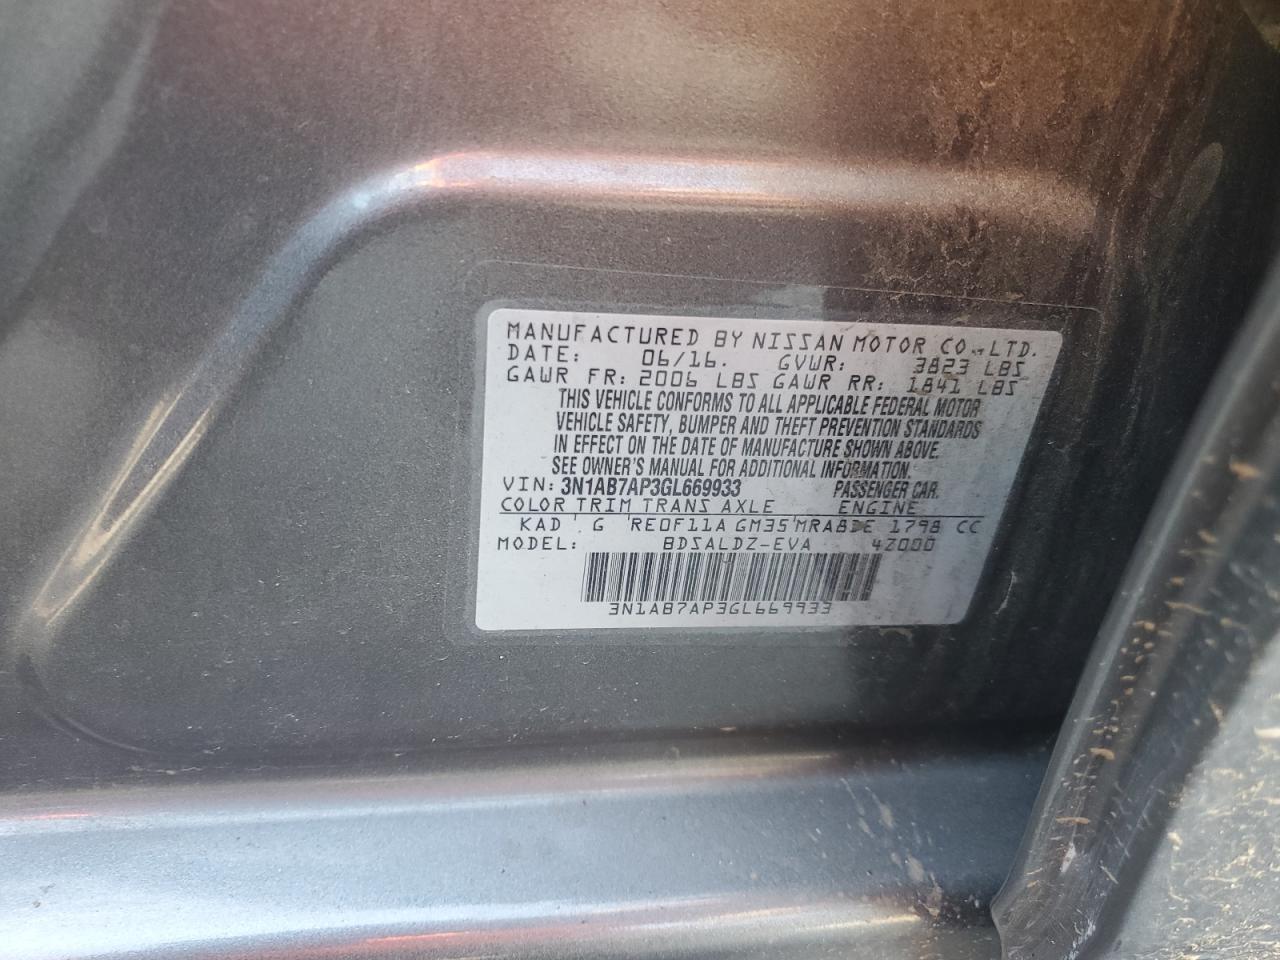 MANUFACTURED BY NISSAN MOTOR CO.,LTD.
DATE: 06/16. GVWR: 3823 LBS
GAWR FR: 2006 LBS GAWR RR: 1841 LBS
THIS VEHICLE CONFORMS TO ALL APPLICABLE FEDERAL MOTOR
VEHICLE SAFETY, BUMPER AND THEFT PREVENTION STANDARDS
IN EFFECT ON THE DATE OF MANUFACTURE SHOWN ABOVE.
SEE OWNER'S MANUAL FOR ADDITIONAL INFORMATION.
VIN: 3N1AB7AP3GL669933 PASSENGER CAR.
COLOR TRIM TRANS AXLE ENGINE
KAD G RE0F11A GM35 1798 CC
MODEL: BDSALDZ-EVA 4Z000
3N1AB7AP3GL669933